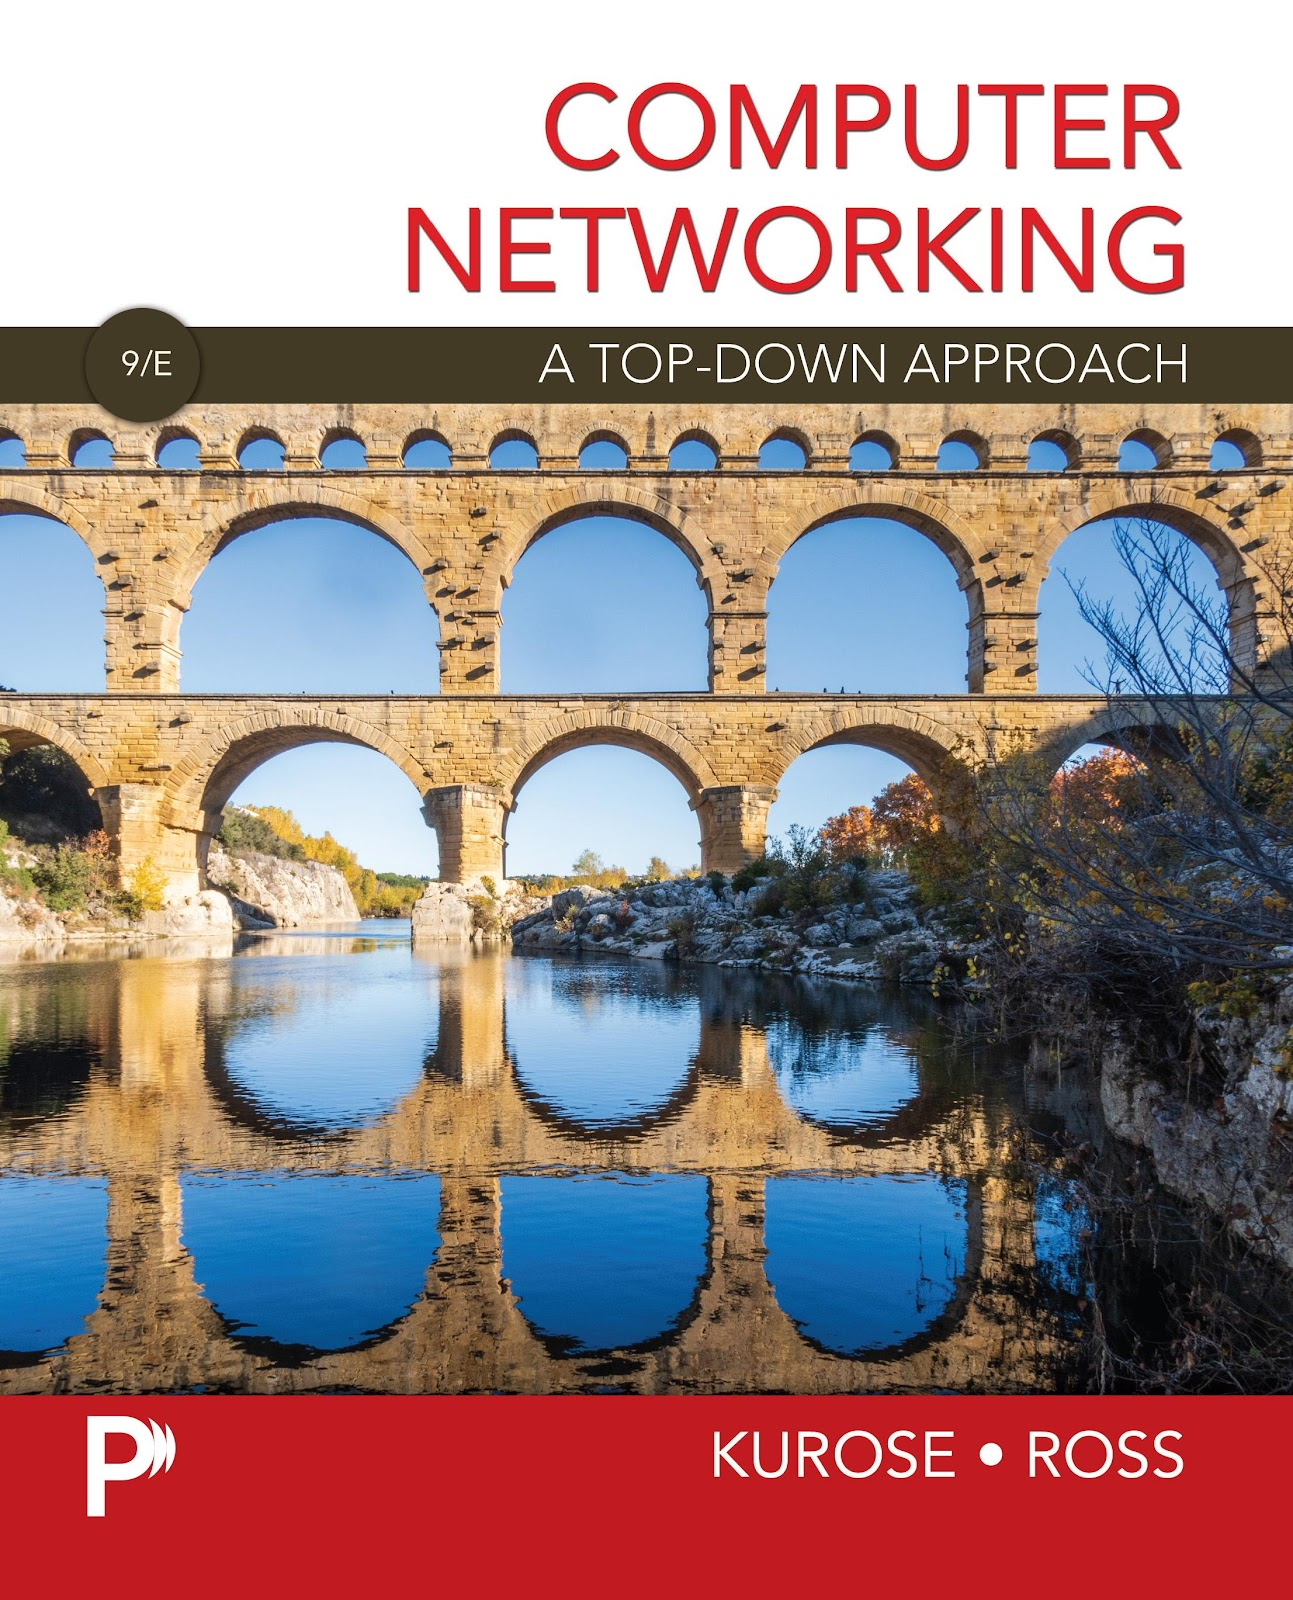 COMPUTER
NETWORKING
9/E
A TOP-DOWN APPROACH
P
KUROSE • ROSS